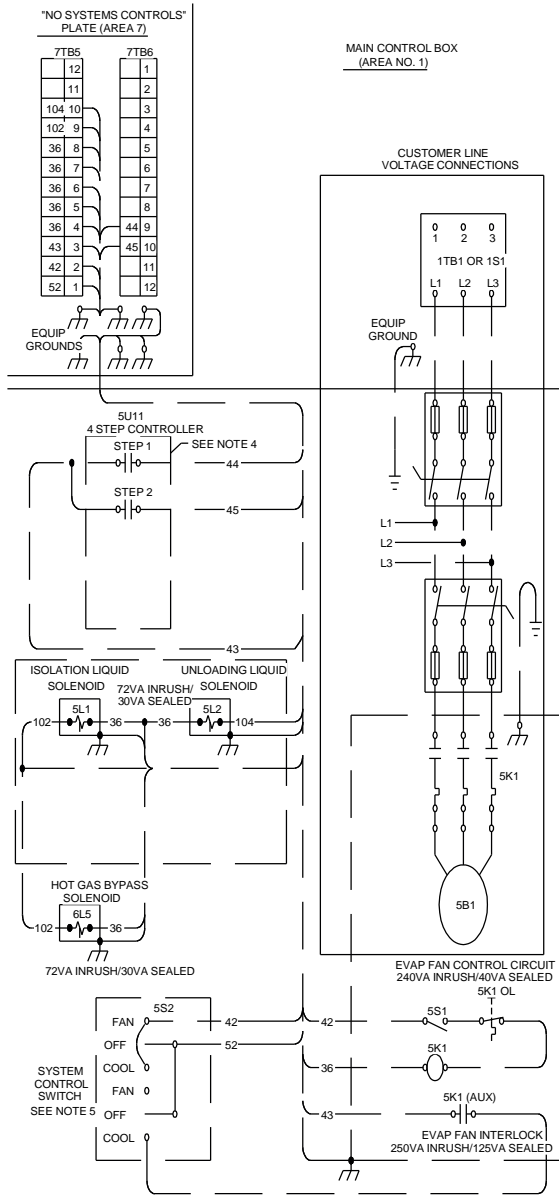 "NO SYSTEMS CONTROLS"
PLATE (AREA 7)
MAIN CONTROL BOX
(AREA NO. 1)
7TB5 7TB6
12 1
11 2
104 10 3
102 9 4
36 8 5
36 7 6
36 6 7
36 5 8
36 4 44 9
43 3 45 10
42 2 11
52 1 12
EQUIP
GROUNDS
CUSTOMER LINE
VOLTAGE CONNECTIONS
1 2 3
1TB1 OR 1S1
L1 L2 L3
EQUIP
GROUND
5U11
4 STEP CONTROLLER
STEP 1
SEE NOTE 4
44
STEP 2
45
L1
L2
L3
43
ISOLATION LIQUID
SOLENOID
UNLOADING LIQUID
SOLENOID
72VA INRUSH/
30VA SEALED
102 5L1 36 36 5L2 104
5K1
5B1
HOT GAS BYPASS
SOLENOID
102 6L5 36
72VA INRUSH/30VA SEALED
EVAP FAN CONTROL CIRCUIT
240VA INRUSH/40VA SEALED
5K1 OL
5S2
5S1
FAN 42 42
OFF 52
COOL
5K1
36
SYSTEM
CONTROL
SWITCH
SEE NOTE 5
FAN
OFF
COOL
5K1 (AUX)
43
EVAP FAN INTERLOCK
250VA INRUSH/125VA SEALED